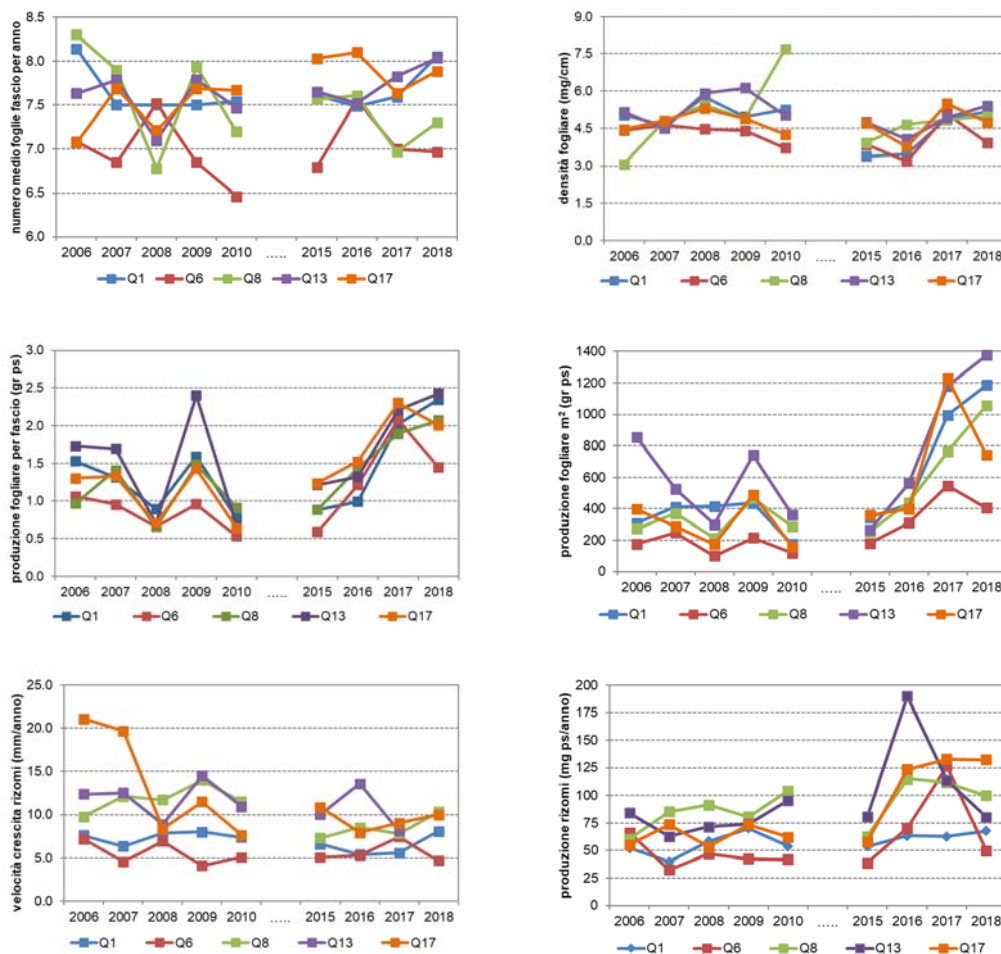 numero medio foglie fascio per anno
8.5
8.0
7.5
7.0
6.5
6.0
2006 2007 2008 2009 2010 ..... 2015 2016 2017 2018
Q1 Q6 Q8 Q13 Q17
densità fogliare (mg/cm)
9.0
7.5
6.0
4.5
3.0
1.5
0.0
2006 2007 2008 2009 2010 ..... 2015 2016 2017 2018
Q1 Q6 Q8 Q13 Q17
produzione fogliare per fascio (gr ps)
3.0
2.5
2.0
1.5
1.0
0.5
0.0
2006 2007 2008 2009 2010 ..... 2015 2016 2017 2018
Q1 Q6 Q8 Q13 Q17
produzione fogliare m² (gr ps)
1400
1200
1000
800
600
400
200
0
2006 2007 2008 2009 2010 ..... 2015 2016 2017 2018
Q1 Q6 Q8 Q13 Q17
velocità crescita rizomi (mm/anno)
25.0
20.0
15.0
10.0
5.0
0.0
2006 2007 2008 2009 2010 ..... 2015 2016 2017 2018
Q1 Q6 Q8 Q13 Q17
produzione rizomi (mg ps/anno)
200
175
150
125
100
75
50
25
0
2006 2007 2008 2009 2010 ..... 2015 2016 2017 2018
Q1 Q6 Q8 Q13 Q17